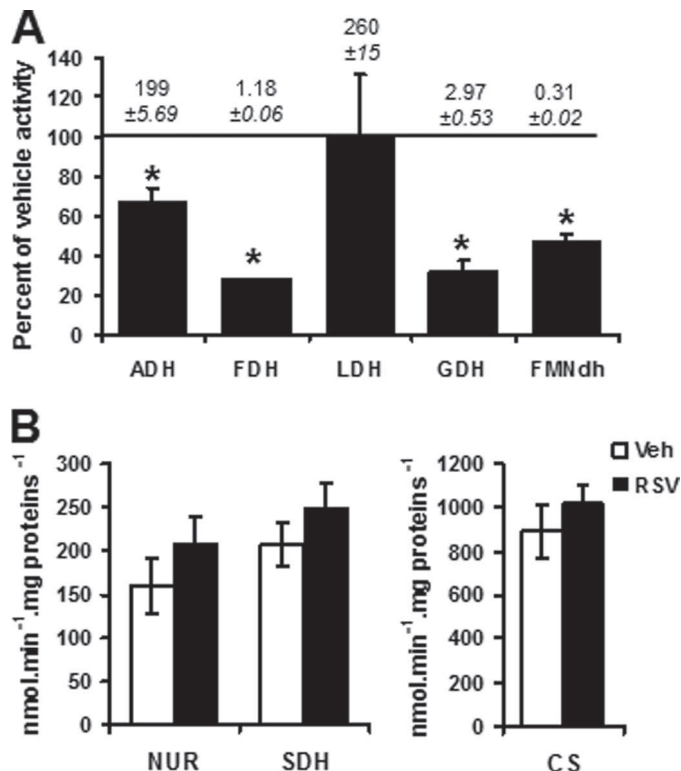 A
Percent of vehicle activity
140
120
100
80
60
40
20
0
199 1.18 260 2.97 0.31
±5.69 ±0.06 ±15 ±0.53 ±0.02
* * * *
ADH FDH LDH GDH FMNdh
B
nmol.min⁻¹.mg proteins⁻¹
300
250
200
150
100
50
0
NUR SDH
nmol.min⁻¹.mg proteins⁻¹
1200
1000
800
600
400
200
0
CS
Veh
RSV